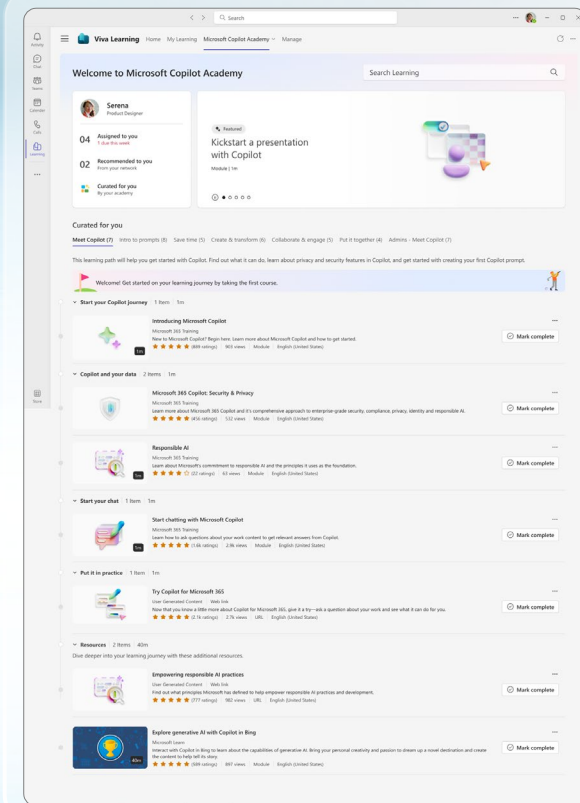 Search
Activity
Chat
Teams
Calendar
Calls
Learning
Store
Viva Learning Home My Learning Microsoft Copilot Academy Manage
Welcome to Microsoft Copilot Academy
Search Learning
Serena
Product Designer
04 Assigned to you
1 due this week
02 Recommended to you
From your network
Curated for you
By your academy
Featured
Kickstart a presentation
with Copilot
Module | 1m
Curated for you
Meet Copilot (7) Intro to prompts (8) Save time (5) Create & transform (6) Collaborate & engage (5) Put it together (4) Admins - Meet Copilot (7)
This learning path will help you get started with Copilot. Find out what it can do, learn about privacy and security features in Copilot, and get started with creating your first Copilot prompt.
Welcome! Get started on your learning journey by taking the first course.
Start your Copilot journey 1 Item 1m
Introducing Microsoft Copilot
Microsoft 365 Training
New to Microsoft Copilot? Begin here. Learn more about Microsoft Copilot and how to get started.
(489 ratings) 903 views Module English (United States)
1m
Mark complete
Copilot and your data 2 Items 1m
Microsoft 365 Copilot: Security & Privacy
Microsoft 365 Training
Learn more about Microsoft 365 Copilot and it's comprehensive approach to enterprise-grade security, compliance, privacy, identity and responsible AI.
(456 ratings) 532 views Module English (United States)
Mark complete
Responsible AI
Microsoft 365 Training
Learn about Microsoft's commitment to responsible AI and the principles it uses as the foundation.
(22 ratings) 63 views Module English (United States)
1m
Mark complete
Start your chat 1 Item 1m
Start chatting with Microsoft Copilot
Microsoft 365 Training
Learn how to ask questions about your work content to get relevant answers from Copilot.
(1.6k ratings) 2.9k views Module English (United States)
1m
Mark complete
Put it in practice 1 Item 1m
Try Copilot for Microsoft 365
User Generated Content Web link
Now that you know a little more about Copilot for Microsoft 365, give it a try—ask a question about your work and see what it can do for you.
(2.1k ratings) 2.7k views URL English (United States)
Mark complete
Resources 2 Items 40m
Dive deeper into your learning journey with these additional resources.
Empowering responsible AI practices
User Generated Content Web link
Find out what principles Microsoft has defined to help empower responsible AI practices and development.
(777 ratings) 982 views URL English (United States)
Mark complete
Explore generative AI with Copilot in Bing
Microsoft Learn
Interact with Copilot in Bing to learn about the capabilities of generative AI. Bring your personal creativity and passion to dream up a novel destination and create
the content to help tell its story.
(589 ratings) 897 views Module English (United States)
40m
Mark complete